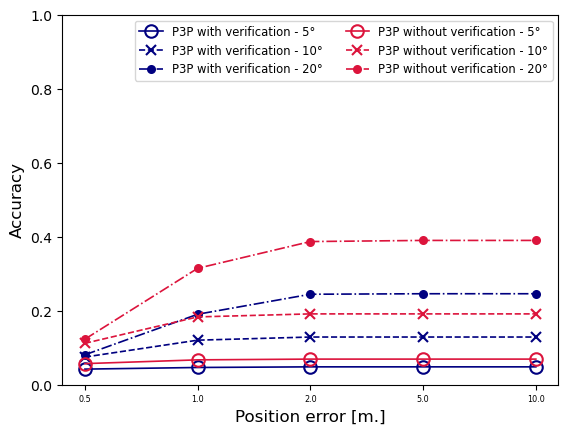 1.0
0.8
0.6
0.4
0.2
0.0
Accuracy
P3P with verification - 5°
P3P with verification - 10°
P3P with verification - 20°
P3P without verification - 5°
P3P without verification - 10°
P3P without verification - 20°
0.5 1.0 2.0 5.0 10.0
Position error [m.]